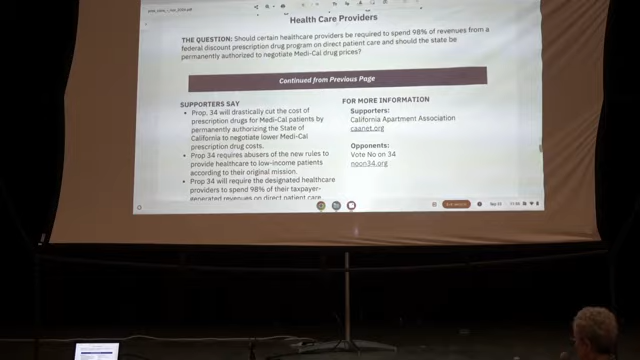 Health Care Providers
THE QUESTION: Should certain healthcare providers be required to spend 98% of revenues from a
federal discount prescription drug program on direct patient care and should the state be
permanently authorized to negotiate Medi-Cal drug prices?
Continued from Previous Page
SUPPORTERS SAY
• Prop. 34 will drastically cut the cost of
prescription drugs for Medi-Cal patients by
permanently authorizing the State of
California to negotiate lower Medi-Cal
prescription drug costs.
• Prop 34 requires abusers of the new rules to
provide healthcare to low-income patients
according to their original mission.
• Prop 34 will require the designated healthcare
providers to spend 98% of their taxpayer-
generated revenues on direct patient care
FOR MORE INFORMATION
Supporters:
California Apartment Association
caanet.org
Opponents:
Vote No on 34
noon34.org